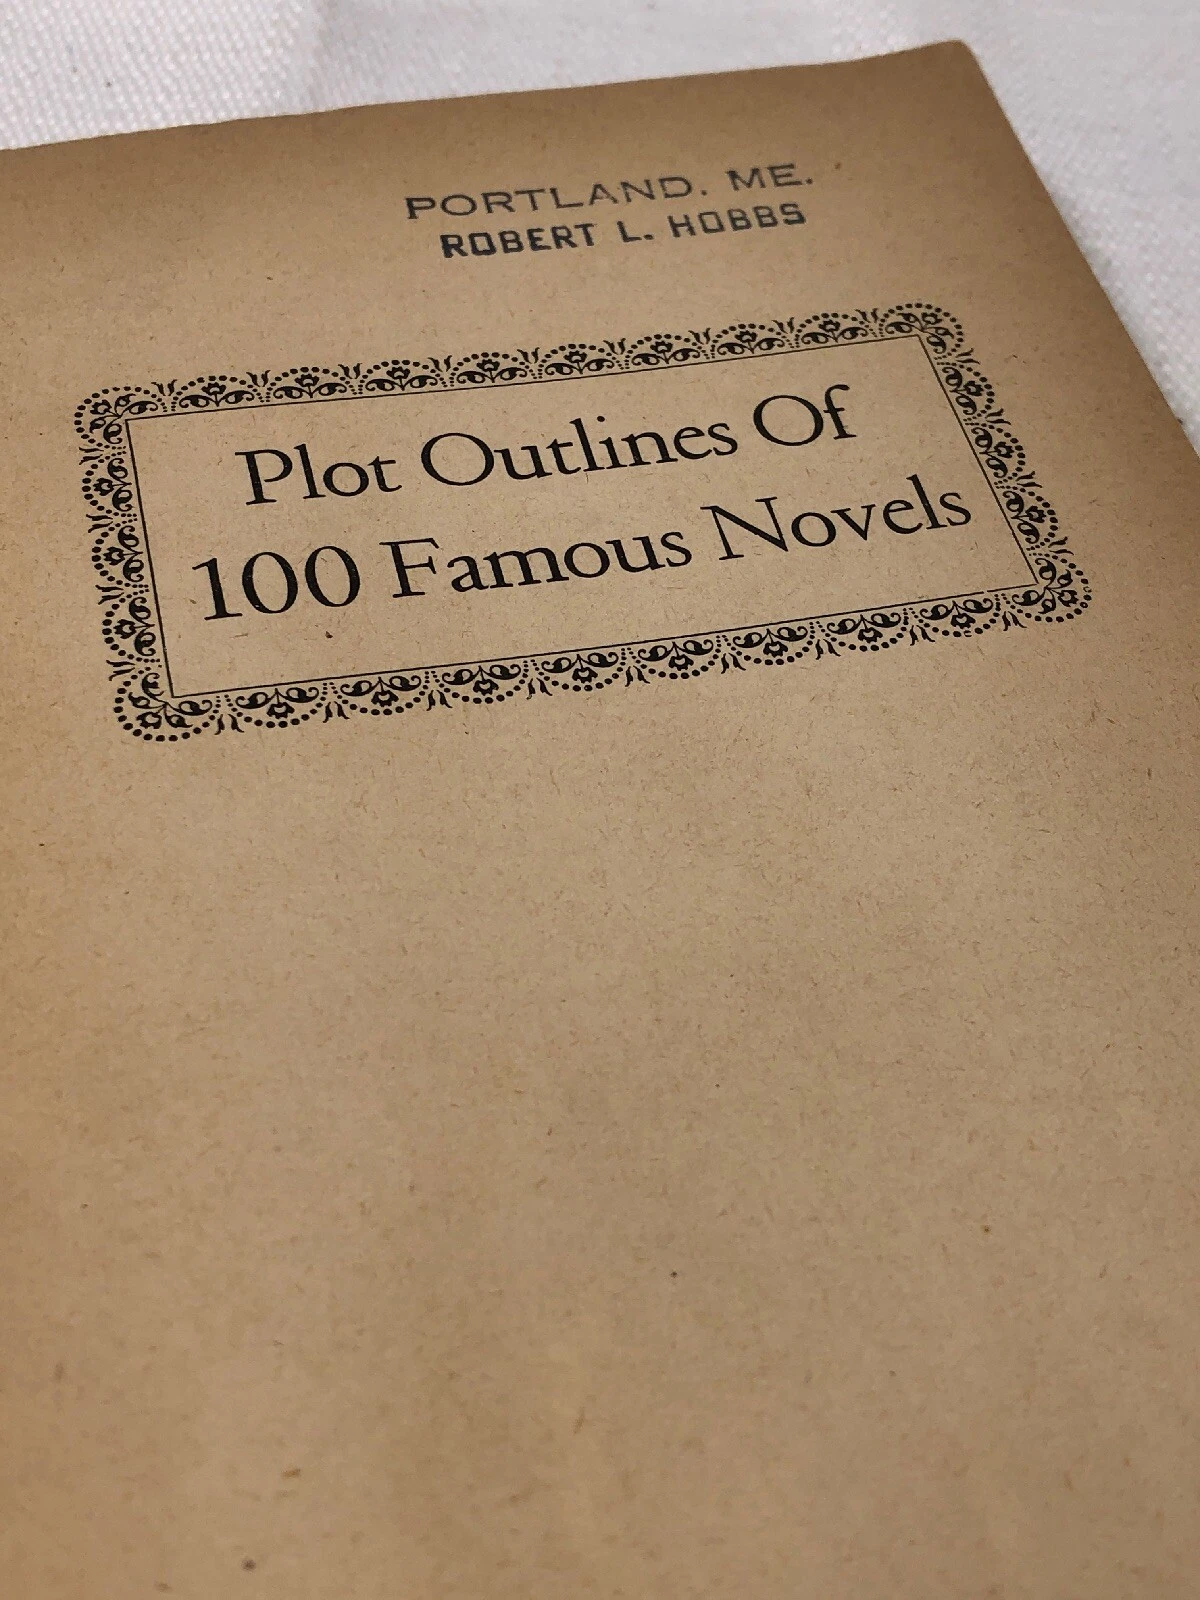 PORTLAND. ME.
ROBERT L. HOBBS
Plot Outlines Of
100 Famous Novels